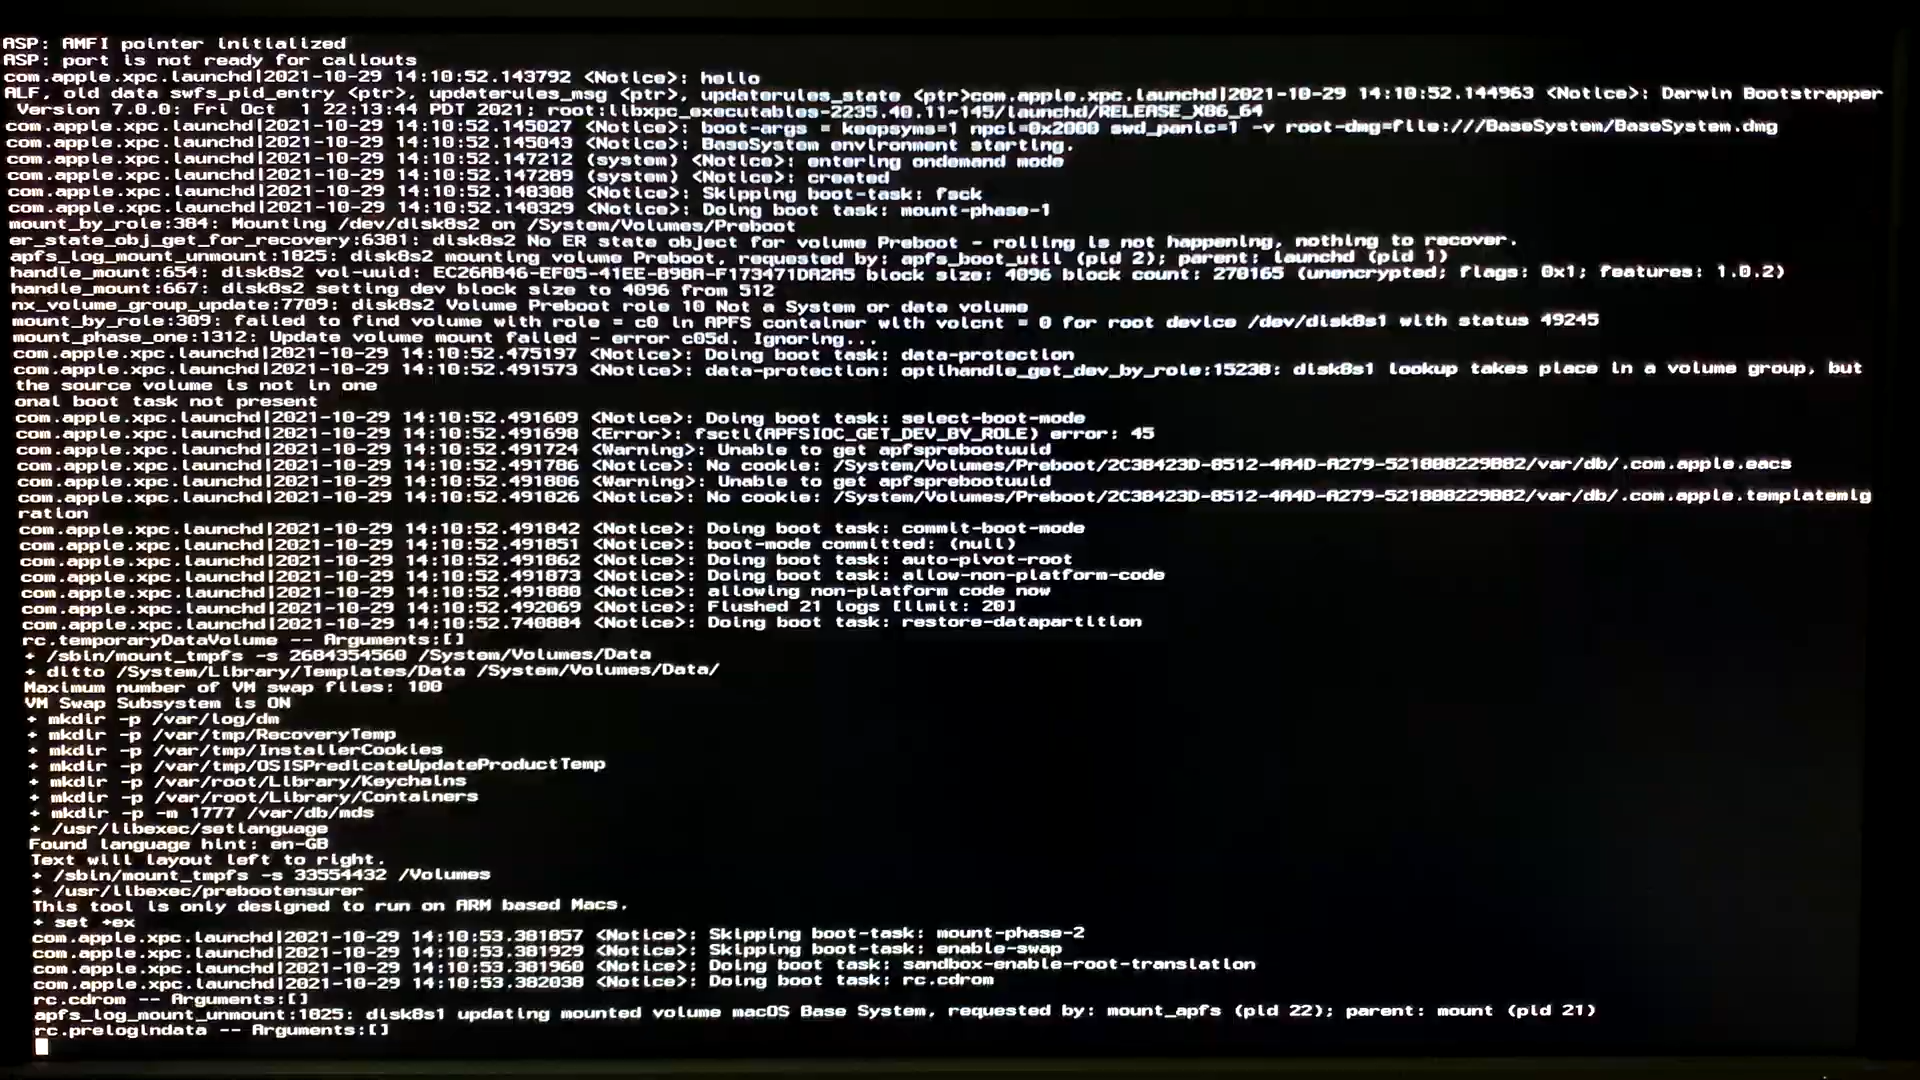 ASP: AMFI pointer initialized
ASP: port is not ready for callouts
com.apple.xpc.launchd|2021-10-29 14:10:52.143792 <Notice>: hello
ALF, old data swfs_pid_entry <ptr>, updaterules_msg <ptr>, updaterules_state <ptr>com.apple.xpc.launchd|2021-10-29 14:10:52.144963 <Notice>: Darwin Bootstrapper
Version 7.0.0: Fri Oct  1 22:13:44 PDT 2021; root:libxpc_executables-2235.40.11~145/launchd/RELEASE_X86_64
com.apple.xpc.launchd|2021-10-29 14:10:52.145027 <Notice>: boot-args = keepsyms=1 npci=0x2000 swd_panic=1 -v root-dmg=file:///BaseSystem/BaseSystem.dmg
com.apple.xpc.launchd|2021-10-29 14:10:52.145043 <Notice>: BaseSystem environment starting.
com.apple.xpc.launchd|2021-10-29 14:10:52.147212 (system) <Notice>: entering ondemand mode
com.apple.xpc.launchd|2021-10-29 14:10:52.147289 (system) <Notice>: created
com.apple.xpc.launchd|2021-10-29 14:10:52.148308 <Notice>: Skipping boot-task: fsck
com.apple.xpc.launchd|2021-10-29 14:10:52.148329 <Notice>: Doing boot task: mount-phase-1
mount_by_role:384: Mounting /dev/disk8s2 on /System/Volumes/Preboot
er_state_obj_get_for_recovery:6381: disk8s2 No ER state object for volume Preboot - rolling is not happening, nothing to recover.
apfs_log_mount_unmount:1825: disk8s2 mounting volume Preboot, requested by: apfs_boot_util (pid 2); parent: launchd (pid 1)
handle_mount:654: disk8s2 vol-uuid: EC26AB46-EF05-41EE-B98A-F173471DA2A5 block size: 4096 block count: 270165 (unencrypted; flags: 0x1; features: 1.0.2)
handle_mount:667: disk8s2 setting dev block size to 4096 from 512
nx_volume_group_update:7709: disk8s2 Volume Preboot role 10 Not a System or data volume
mount_by_role:309: failed to find volume with role = c0 in APFS container with volcnt = 0 for root device /dev/disk8s1 with status 49245
mount_phase_one:1312: Update volume mount failed - error c05d. Ignoring...
com.apple.xpc.launchd|2021-10-29 14:10:52.475197 <Notice>: Doing boot task: data-protection
com.apple.xpc.launchd|2021-10-29 14:10:52.491573 <Notice>: data-protection: optihandle_get_dev_by_role:15238: disk8s1 lookup takes place in a volume group, but
the source volume is not in one
onal boot task not present
com.apple.xpc.launchd|2021-10-29 14:10:52.491609 <Notice>: Doing boot task: select-boot-mode
com.apple.xpc.launchd|2021-10-29 14:10:52.491698 <Error>: fsctl(APFSIOC_GET_DEV_BY_ROLE) error: 45
com.apple.xpc.launchd|2021-10-29 14:10:52.491724 <Warning>: Unable to get apfsprebootuuid
com.apple.xpc.launchd|2021-10-29 14:10:52.491786 <Notice>: No cookie: /System/Volumes/Preboot/2C38423D-8512-4A4D-A279-521808229B82/var/db/.com.apple.eacs
com.apple.xpc.launchd|2021-10-29 14:10:52.491806 <Warning>: Unable to get apfsprebootuuid
com.apple.xpc.launchd|2021-10-29 14:10:52.491826 <Notice>: No cookie: /System/Volumes/Preboot/2C38423D-8512-4A4D-A279-521808229B82/var/db/.com.apple.templatemig
ration
com.apple.xpc.launchd|2021-10-29 14:10:52.491842 <Notice>: Doing boot task: commit-boot-mode
com.apple.xpc.launchd|2021-10-29 14:10:52.491851 <Notice>: boot-mode committed: (null)
com.apple.xpc.launchd|2021-10-29 14:10:52.491862 <Notice>: Doing boot task: auto-pivot-root
com.apple.xpc.launchd|2021-10-29 14:10:52.491873 <Notice>: Doing boot task: allow-non-platform-code
com.apple.xpc.launchd|2021-10-29 14:10:52.491880 <Notice>: allowing non-platform code now
com.apple.xpc.launchd|2021-10-29 14:10:52.492069 <Notice>: Flushed 21 logs [limit: 20]
com.apple.xpc.launchd|2021-10-29 14:10:52.740884 <Notice>: Doing boot task: restore-datapartition
rc.temporaryDataVolume -- Arguments:[]
+ /sbin/mount_tmpfs -s 2684354560 /System/Volumes/Data
+ ditto /System/Library/Templates/Data /System/Volumes/Data/
Maximum number of VM swap files: 100
VM Swap Subsystem is ON
+ mkdir -p /var/log/dm
+ mkdir -p /var/tmp/RecoveryTemp
+ mkdir -p /var/tmp/InstallerCookies
+ mkdir -p /var/tmp/OSISPredicateUpdateProductTemp
+ mkdir -p /var/root/Library/Keychains
+ mkdir -p /var/root/Library/Containers
+ mkdir -p -m 1777 /var/db/mds
+ /usr/libexec/setlanguage
Found language hint: en-GB
Text will layout left to right.
+ /sbin/mount_tmpfs -s 33554432 /Volumes
+ /usr/libexec/prebootensurer
This tool is only designed to run on ARM based Macs.
+ set +ex
com.apple.xpc.launchd|2021-10-29 14:10:53.381857 <Notice>: Skipping boot-task: mount-phase-2
com.apple.xpc.launchd|2021-10-29 14:10:53.381929 <Notice>: Skipping boot-task: enable-swap
com.apple.xpc.launchd|2021-10-29 14:10:53.381960 <Notice>: Doing boot task: sandbox-enable-root-translation
com.apple.xpc.launchd|2021-10-29 14:10:53.382038 <Notice>: Doing boot task: rc.cdrom
rc.cdrom -- Arguments:[]
apfs_log_mount_unmount:1825: disk8s1 updating mounted volume macOS Base System, requested by: mount_apfs (pid 22); parent: mount (pid 21)
rc.prelogindata -- Arguments:[]